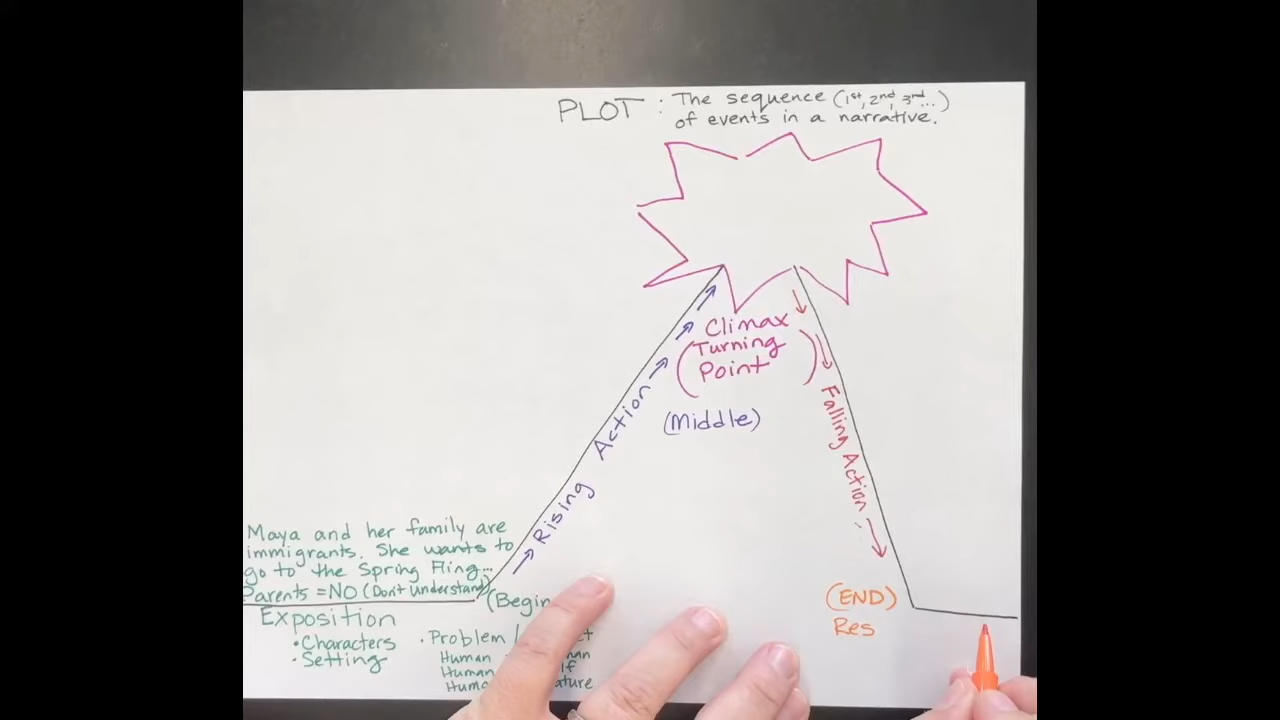 PLOT : The sequence (1st, 2nd, 3rd...)
of events in a narrative.
Climax
(Turning
Point)
(Middle)
Rising Action
Falling Action
Maya and her family are
immigrants. She wants to
go to the Spring Fling...
Parents = NO (Don't Understand)
Exposition
• Characters
• Setting
• Problem /
Human
Human
(END)
Res